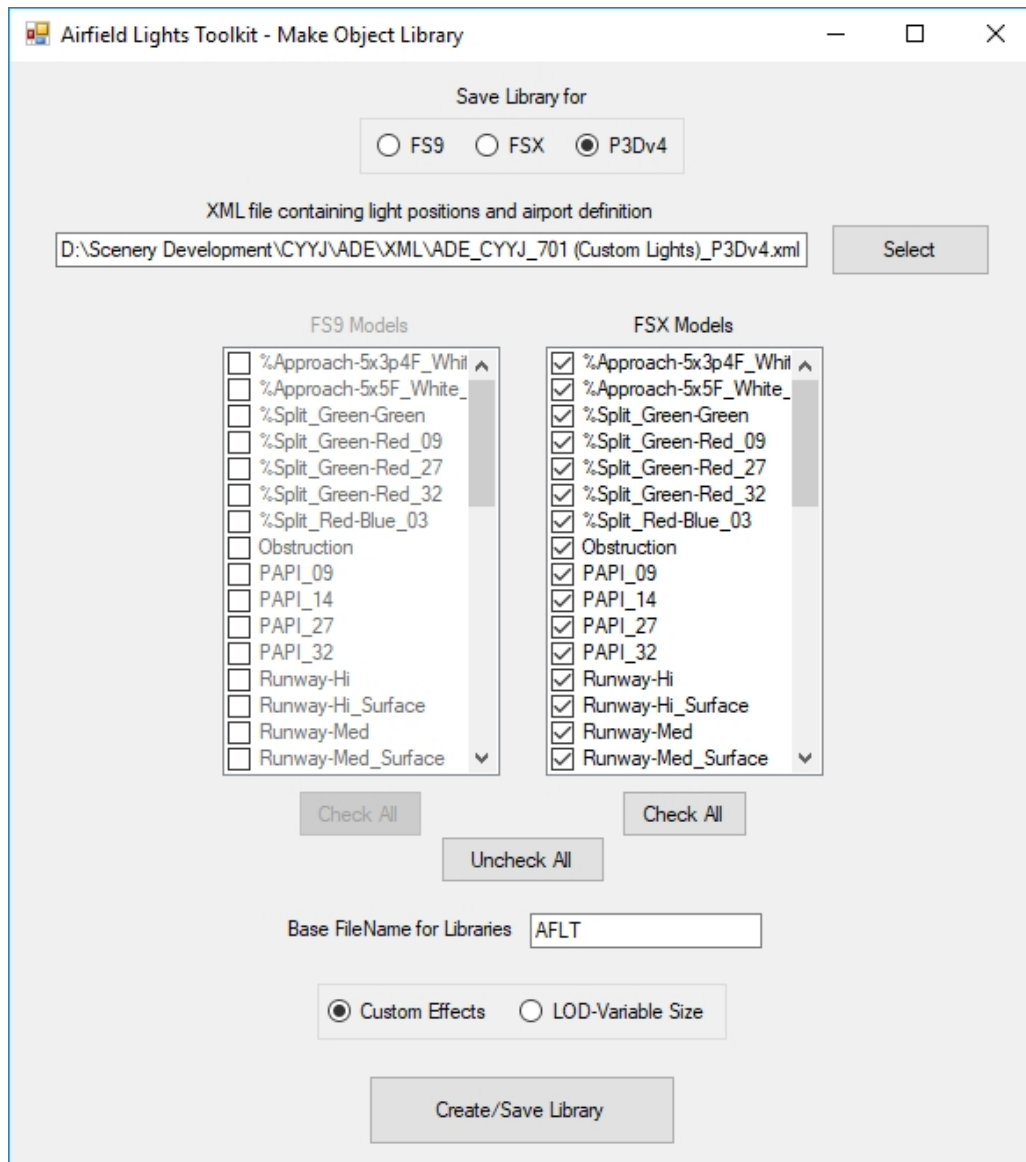 Airfield Lights Toolkit - Make Object Library
Save Library for
FS9 FSX P3Dv4
XML file containing light positions and airport definition
D:\Scenery Development\CYYJ\ADE\XML\ADE_CYYJ_701 (Custom Lights)_P3Dv4.xml Select
FS9 Models
%Approach-5x3p4F_Whit
%Approach-5x5F_White_
%Split_Green-Green
%Split_Green-Red_09
%Split_Green-Red_27
%Split_Green-Red_32
%Split_Red-Blue_03
Obstruction
PAPI_09
PAPI_14
PAPI_27
PAPI_32
Runway-Hi
Runway-Hi_Surface
Runway-Med
Runway-Med_Surface
Check All
FSX Models
%Approach-5x3p4F_Whit
%Approach-5x5F_White_
%Split_Green-Green
%Split_Green-Red_09
%Split_Green-Red_27
%Split_Green-Red_32
%Split_Red-Blue_03
Obstruction
PAPI_09
PAPI_14
PAPI_27
PAPI_32
Runway-Hi
Runway-Hi_Surface
Runway-Med
Runway-Med_Surface
Check All
Uncheck All
Base FileName for Libraries AFLT
Custom Effects LOD-Variable Size
Create/Save Library